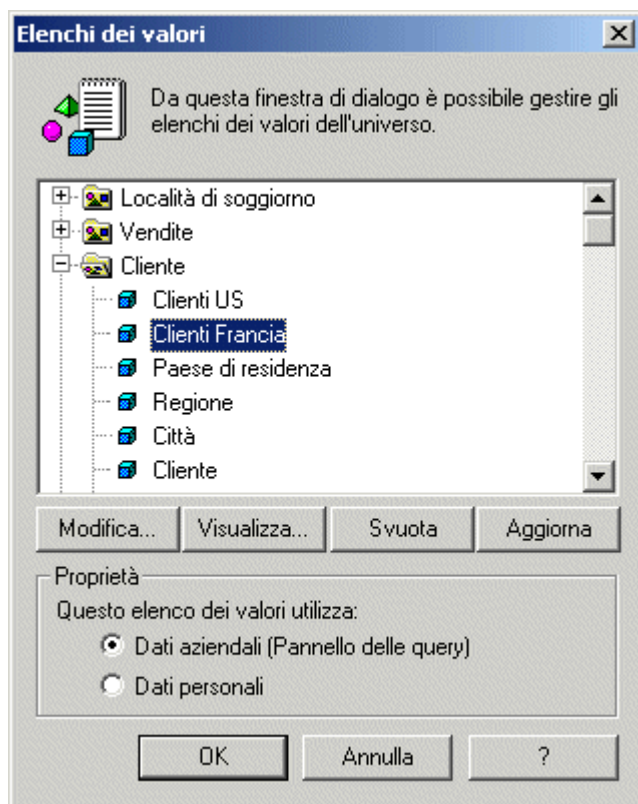 Elenchi dei valori
Da questa finestra di dialogo è possibile gestire gli
elenchi dei valori dell'universo.
Località di soggiorno
Vendite
Cliente
Clienti US
Clienti Francia
Paese di residenza
Regione
Città
Cliente
Modifica... Visualizza... Svuota Aggiorna
Proprietà
Questo elenco dei valori utilizza:
Dati aziendali (Pannello delle query)
Dati personali
OK Annulla ?